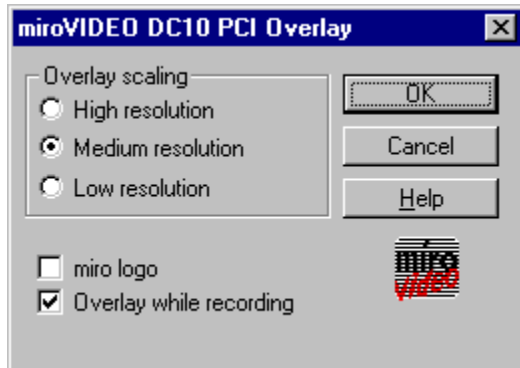 miroVIDEO DC10 PCI Overlay
Overlay scaling
High resolution
Medium resolution
Low resolution
OK
Cancel
Help
miro logo
Overlay while recording
miro
video